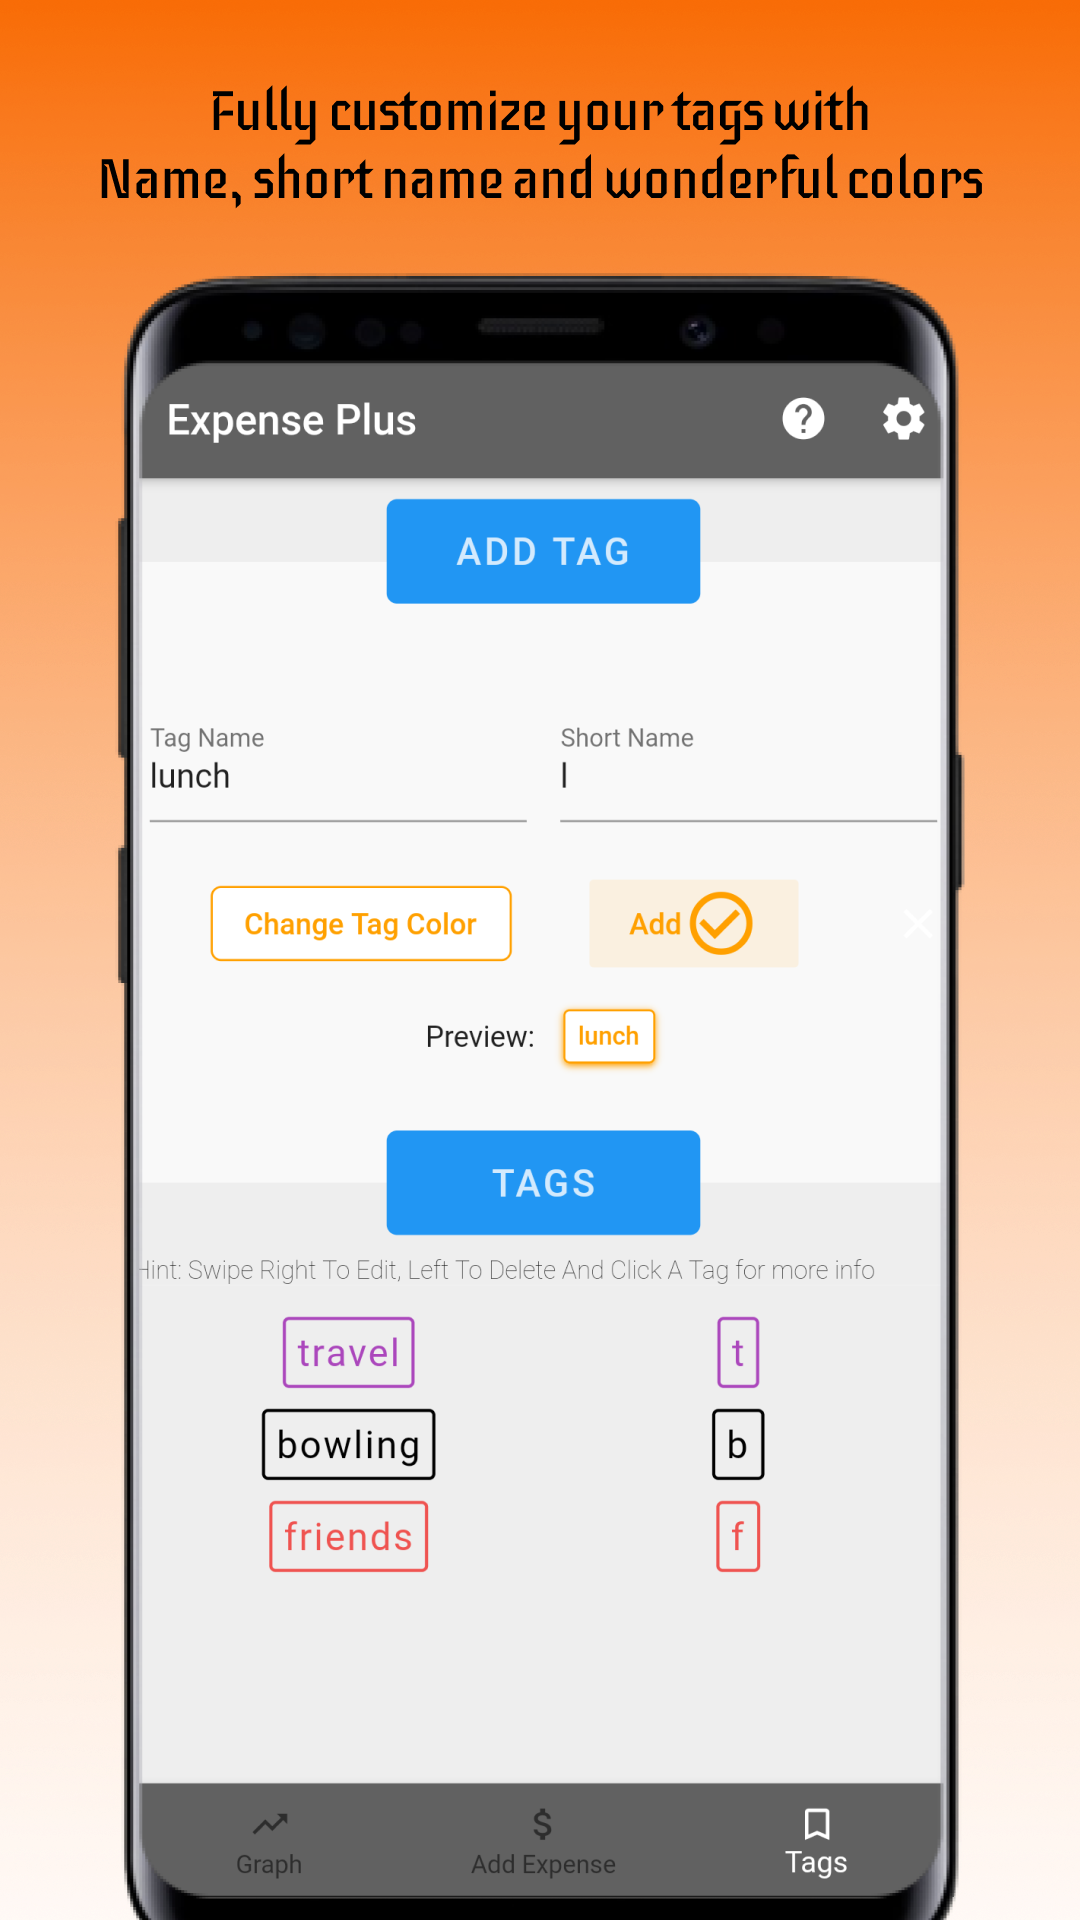 Fully customize your tags with
Name, short name and wonderful colors
Expense Plus
ADD TAG
Tag Name
Short Name
lunch
l
Change Tag Color
Add
Preview:
lunch
TAGS
Hint: Swipe Right To Edit, Left To Delete And Click A Tag for more info
travel
t
bowling
b
friends
f
Graph
Add Expense
Tags